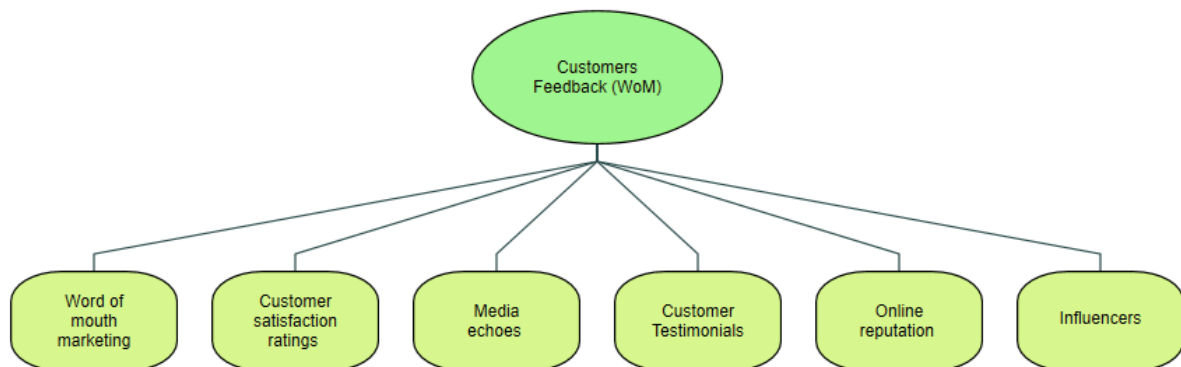 Customers
Feedback (WoM)
Word of
mouth
marketing
Customer
satisfaction
ratings
Media
echoes
Customer
Testimonials
Online
reputation
Influencers